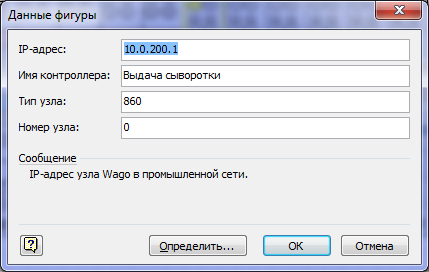 Данные фигуры
IP-адрес: 10.0.200.1
Имя контроллера: Выдача сыворотки
Тип узла: 860
Номер узла: 0
Сообщение
IP-адрес узла Wago в промышленной сети.
Определить... OK Отмена